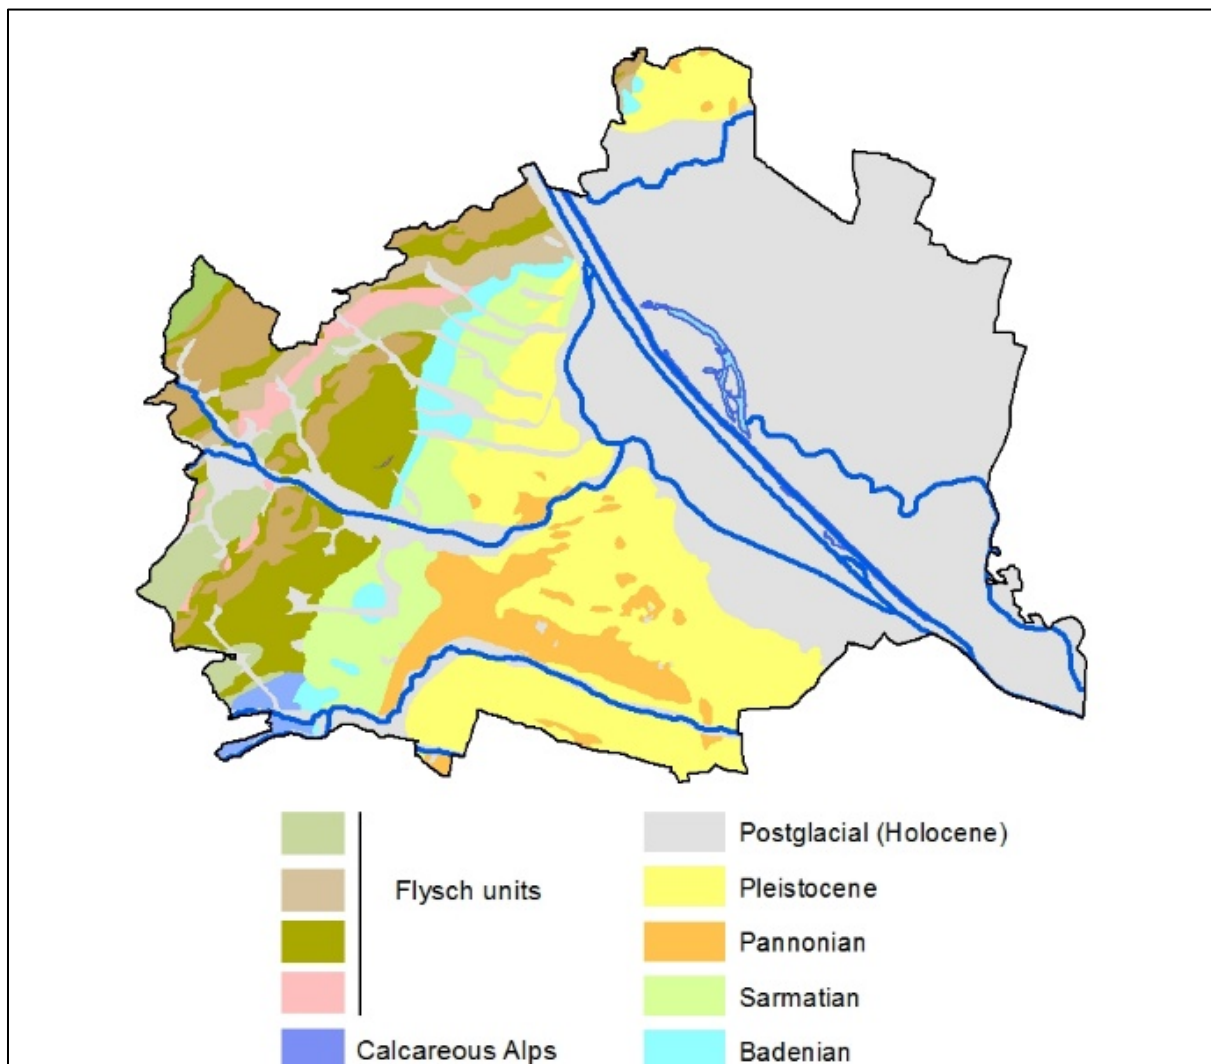 Flysch units
Calcareous Alps
Postglacial (Holocene)
Pleistocene
Pannonian
Sarmatian
Badenian